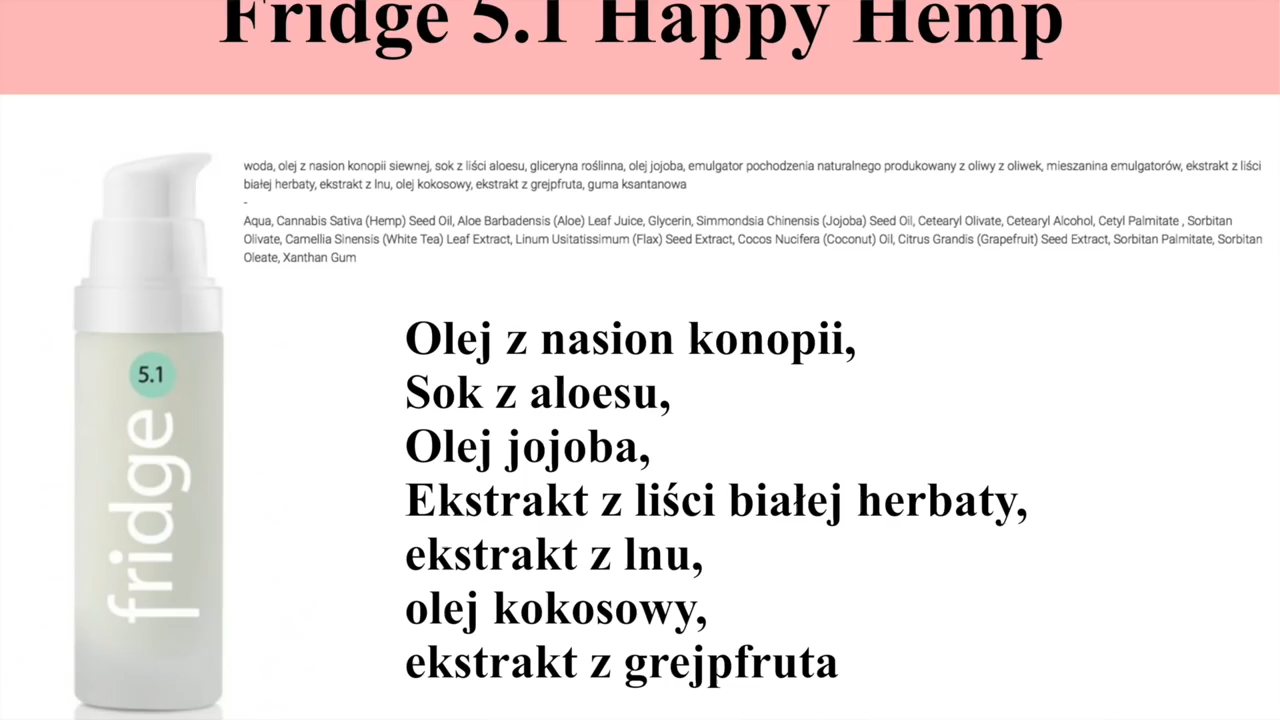 Fridge 5.1 Happy Hemp
woda, olej z nasion konopii siewnej, sok z liści aloesu, gliceryna roślinna, olej jojoba, emulgator pochodzenia naturalnego produkowany z oliwy z oliwek, mieszanina emulgatorów, ekstrakt z liści
białej herbaty, ekstrakt z lnu, olej kokosowy, ekstrakt z grejpfruta, guma ksantanowa
-
Aqua, Cannabis Sativa (Hemp) Seed Oil, Aloe Barbadensis (Aloe) Leaf Juice, Glycerin, Simmondsia Chinensis (Jojoba) Seed Oil, Cetearyl Olivate, Cetearyl Alcohol, Cetyl Palmitate , Sorbitan
Olivate, Camellia Sinensis (White Tea) Leaf Extract, Linum Usitatissimum (Flax) Seed Extract, Cocos Nucifera (Coconut) Oil, Citrus Grandis (Grapefruit) Seed Extract, Sorbitan Palmitate, Sorbitan
Oleate, Xanthan Gum
5.1
fridge
Olej z nasion konopii,
Sok z aloesu,
Olej jojoba,
Ekstrakt z liści białej herbaty,
ekstrakt z lnu,
olej kokosowy,
ekstrakt z grejpfruta